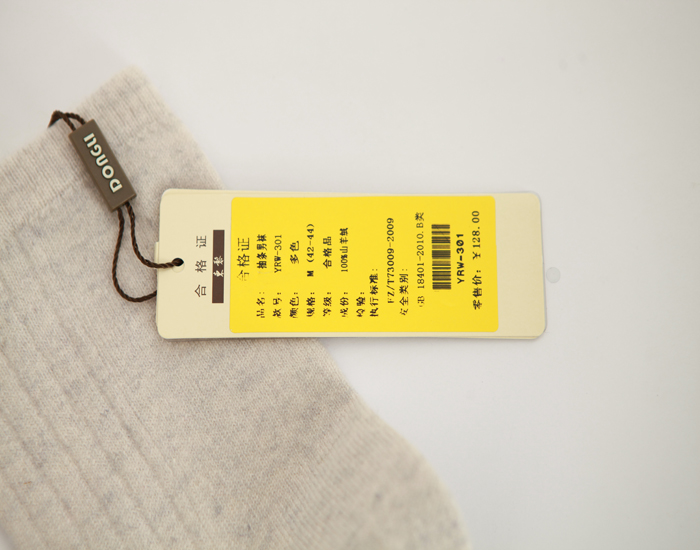 DONGLI
合格证
合格证
品名: 抽条男袜
款号: YRW-301
颜色: 多色
规格: M (42-44)
等级: 合格品
成份: 100%山羊绒
检验:
执行标准:
FZ/T73009-2009
安全类别:
GB 18401-2010.B类
YRW-301
零售价: ￥128.00